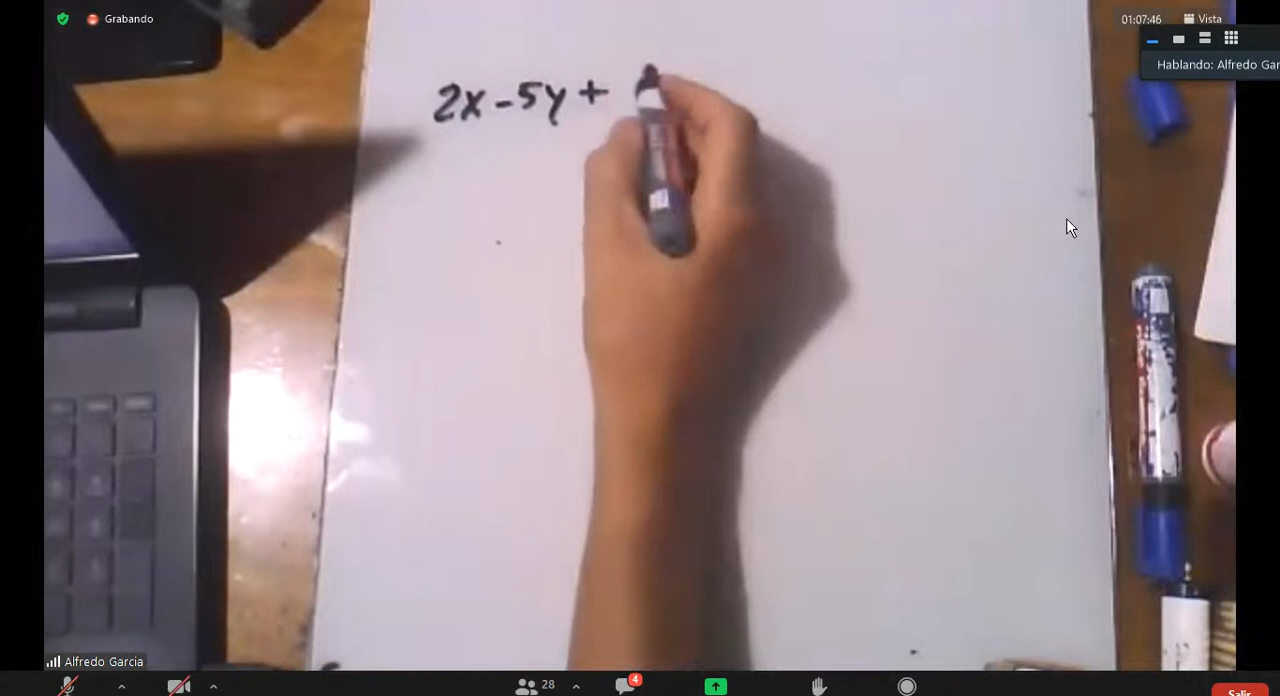 Grabando
01:07:46
Vista
Hablando: Alfredo Gar
2x-5y+
Alfredo Garcia
28
4
Salir